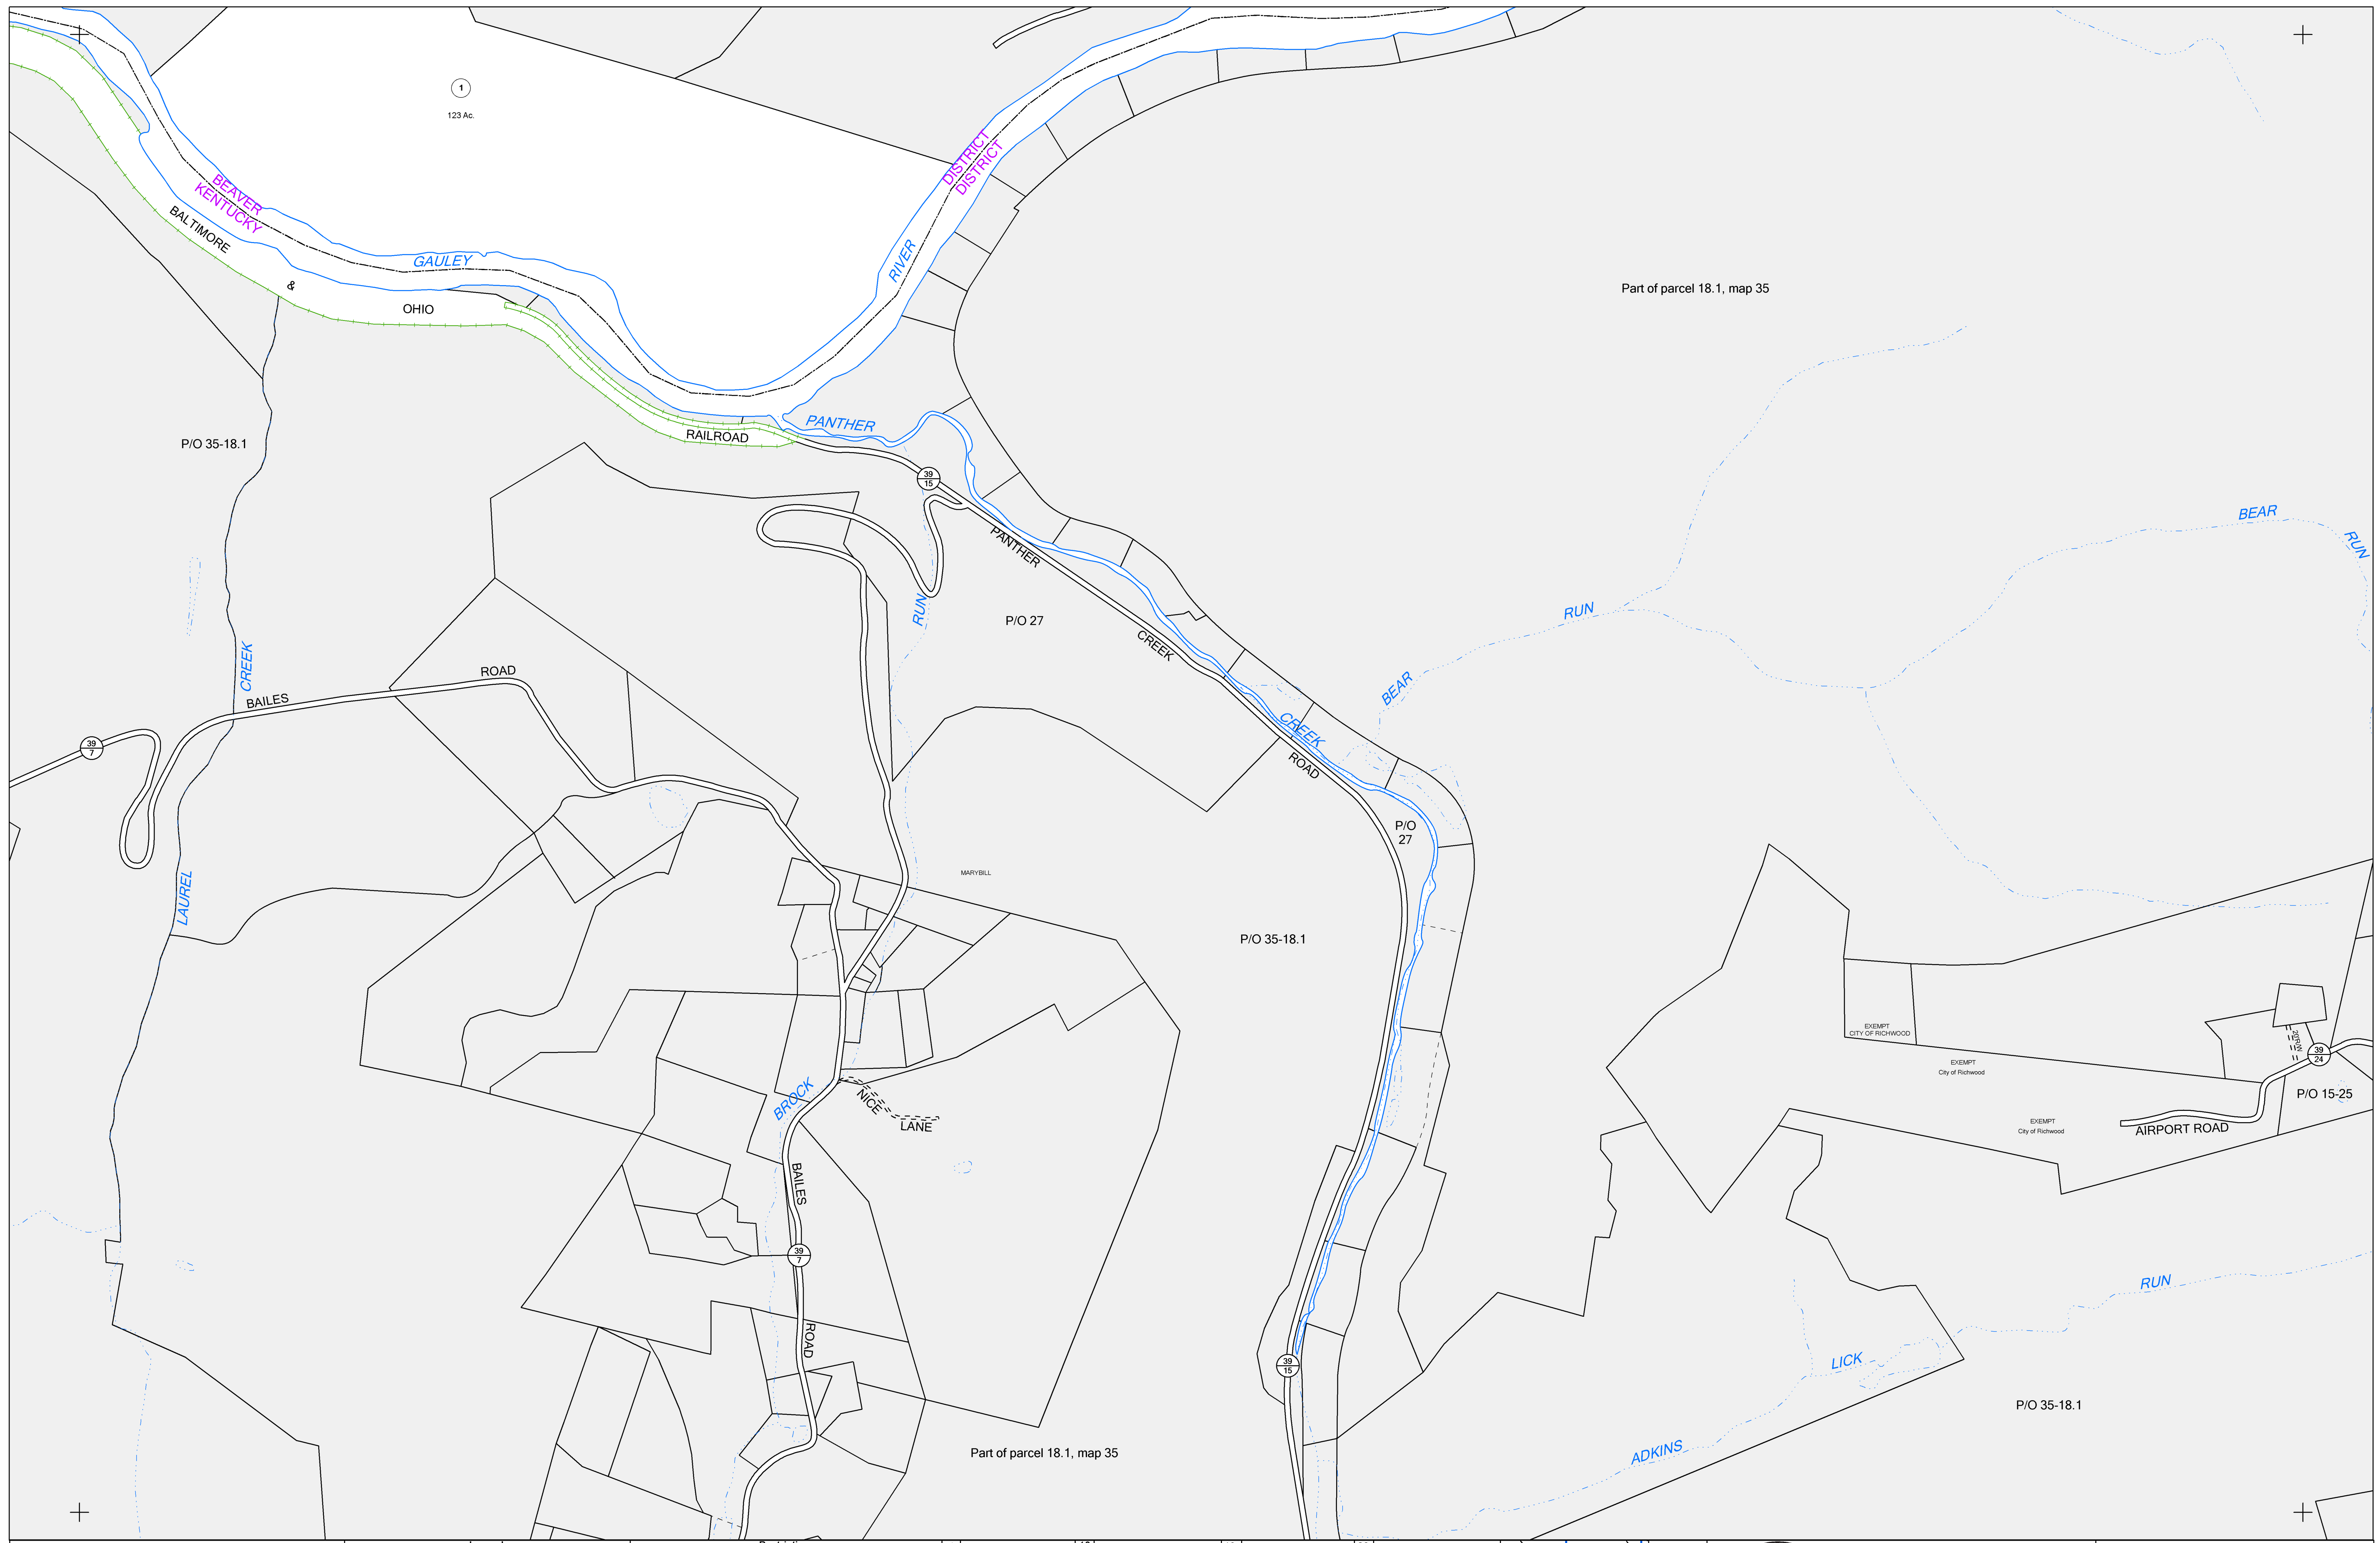 1
123 Ac.
DISTRICT
DISTRICT
BEAVER
KENTUCKY
BALTIMORE
&
OHIO
RAILROAD
GAULEY
RIVER
Part of parcel 18.1, map 35
PANTHER
P/O 35-18.1
39
15
PANTHER
BEAR
RUN
RUN
P/O 27
RUN
CREEK
CREEK
BEAR
BAILES
ROAD
CREEK
39
7
ROAD
P/O
27
MARYBILL
LAUREL
P/O 35-18.1
EXEMPT
CITY OF RICHWOOD
EXEMPT
City of Richwood
20'R/W
39
24
P/O 15-25
EXEMPT
City of Richwood
AIRPORT ROAD
BROCK
NICE
LANE
BAILES
39
7
RUN
ROAD
39
15
LICK
P/O 35-18.1
Part of parcel 18.1, map 35
ADKINS